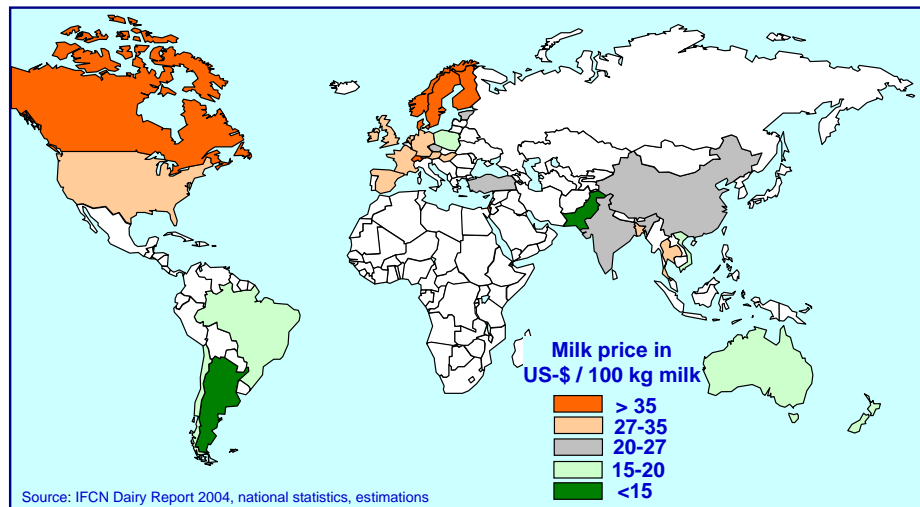 Milk price in
US-$ / 100 kg milk
> 35
27-35
20-27
15-20
<15
Source: IFCN Dairy Report 2004, national statistics, estimations